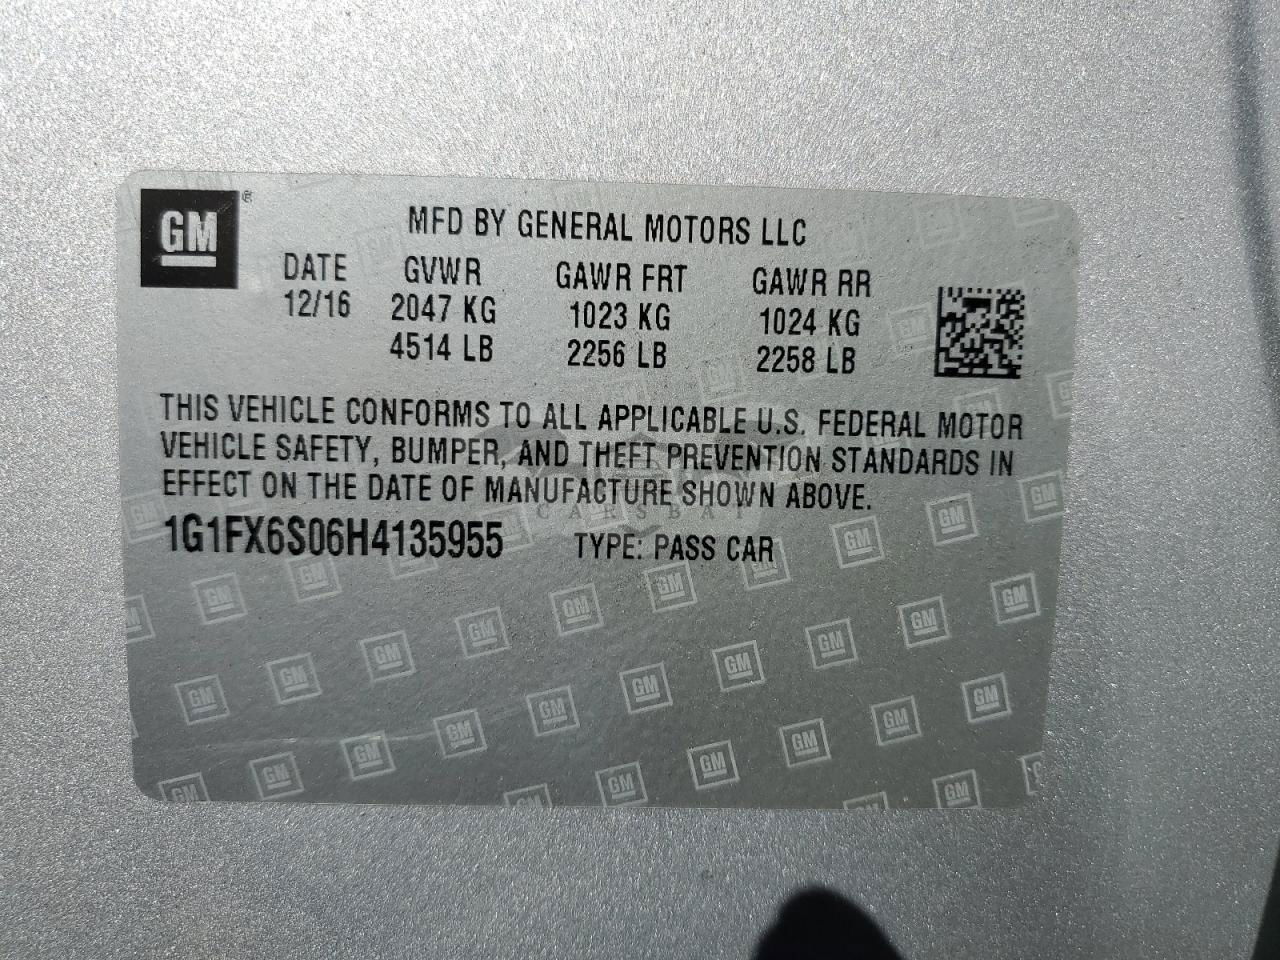 GM ®
MFD BY GENERAL MOTORS LLC
DATE GVWR GAWR FRT GAWR RR
12/16 2047 KG 1023 KG 1024 KG
4514 LB 2256 LB 2258 LB
THIS VEHICLE CONFORMS TO ALL APPLICABLE U.S. FEDERAL MOTOR
VEHICLE SAFETY, BUMPER, AND THEFT PREVENTION STANDARDS IN
EFFECT ON THE DATE OF MANUFACTURE SHOWN ABOVE.
CARSBAT
1G1FX6S06H4135955 TYPE: PASS CAR